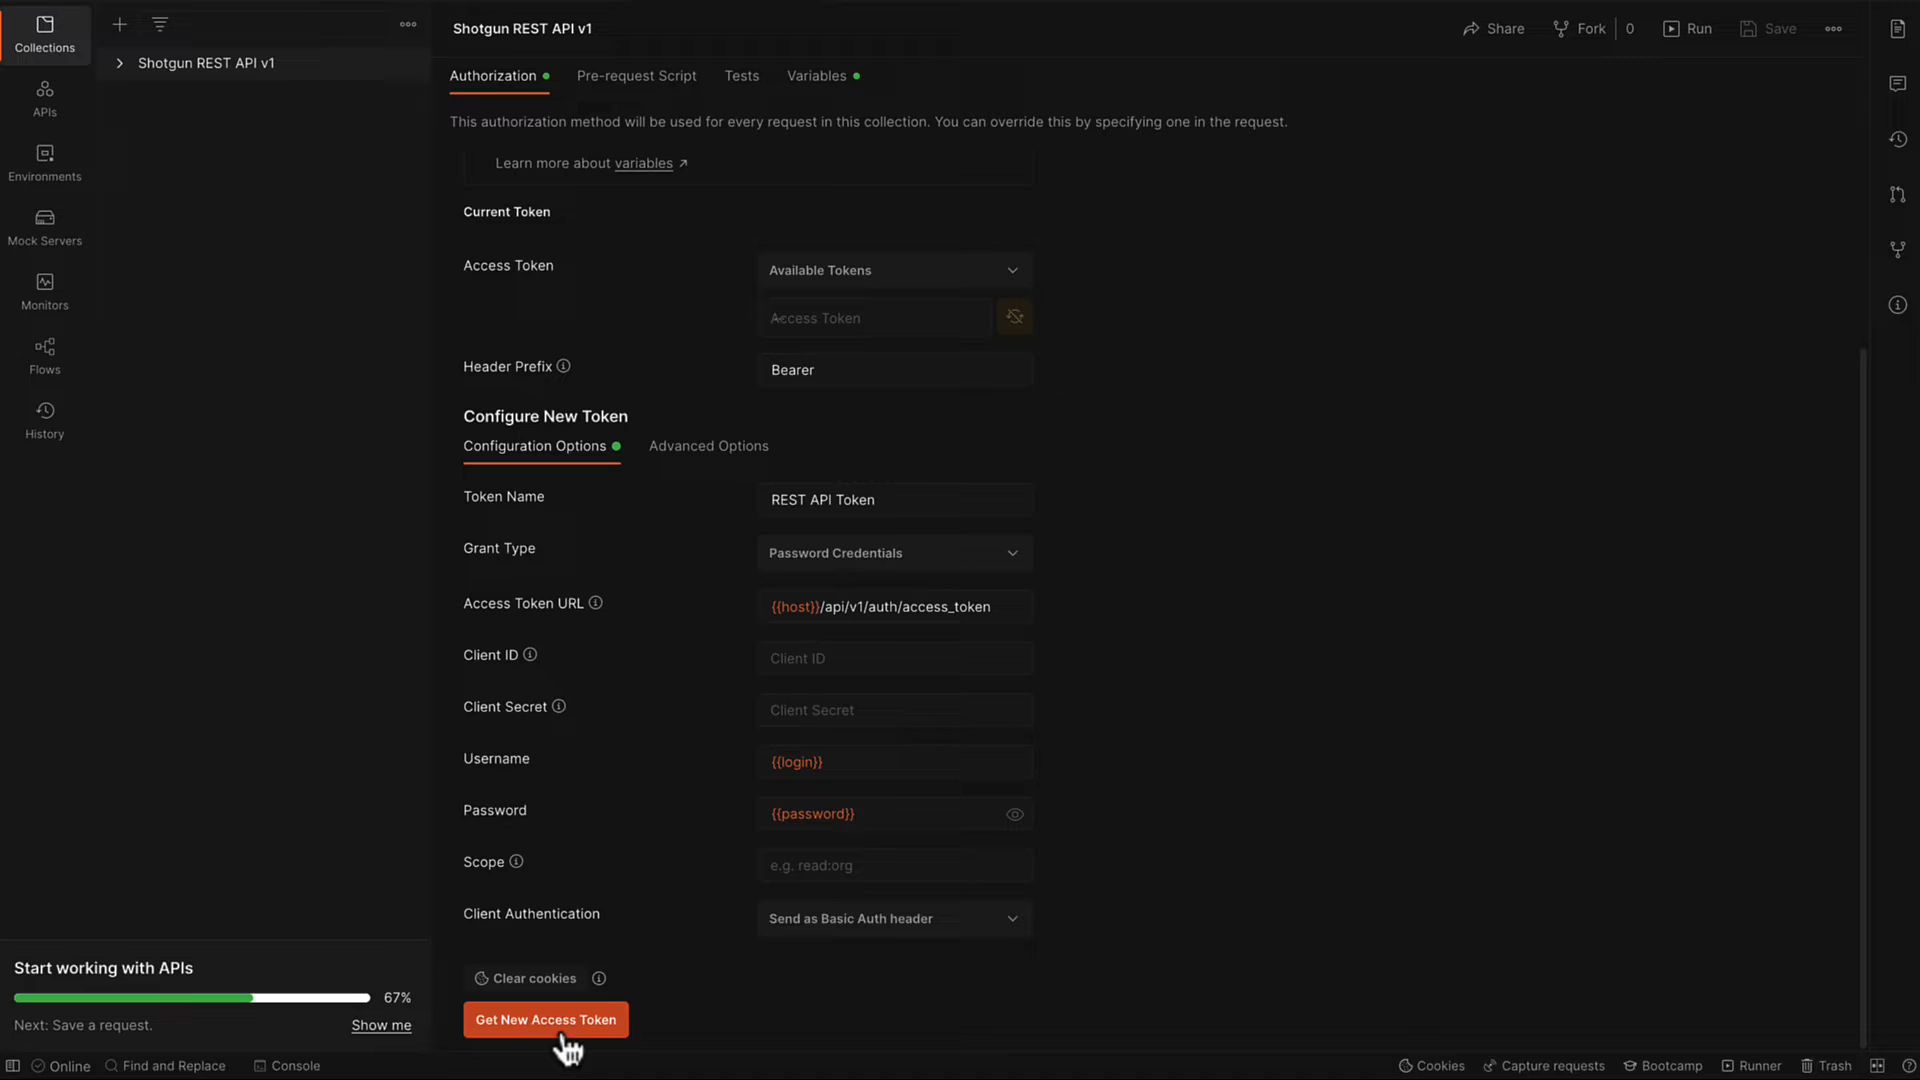 Collections
APIs
Environments
Mock Servers
Monitors
Flows
History
Shotgun REST API v1
Start working with APIs
67%
Next: Save a request.
Show me
Shotgun REST API v1
Share
Fork
0
Run
Save
Authorization
Pre-request Script
Tests
Variables
This authorization method will be used for every request in this collection. You can override this by specifying one in the request.
Learn more about variables ↗
Current Token
Access Token
Available Tokens
Access Token
Header Prefix
Bearer
Configure New Token
Configuration Options
Advanced Options
Token Name
REST API Token
Grant Type
Password Credentials
Access Token URL
{{host}}/api/v1/auth/access_token
Client ID
Client ID
Client Secret
Client Secret
Username
{{login}}
Password
{{password}}
Scope
e.g. read:org
Client Authentication
Send as Basic Auth header
Clear cookies
Get New Access Token
Online
Find and Replace
Console
Cookies
Capture requests
Bootcamp
Runner
Trash